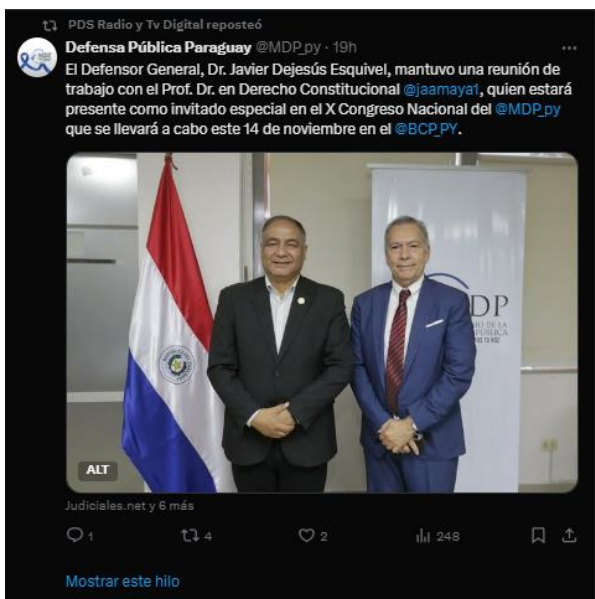 PDS Radio y Tv Digital reposteó
Defensa Pública Paraguay @MDP_py · 19h
El Defensor General, Dr. Javier Dejesús Esquivel, mantuvo una reunión de
trabajo con el Prof. Dr. en Derecho Constitucional @jaamaya1, quien estará
presente como invitado especial en el X Congreso Nacional del @MDP_py
que se llevará a cabo este 14 de noviembre en el @BCP_PY.
DP
DE LA
ALT
Judiciales.net y 6 más
1 4 2 248
Mostrar este hilo